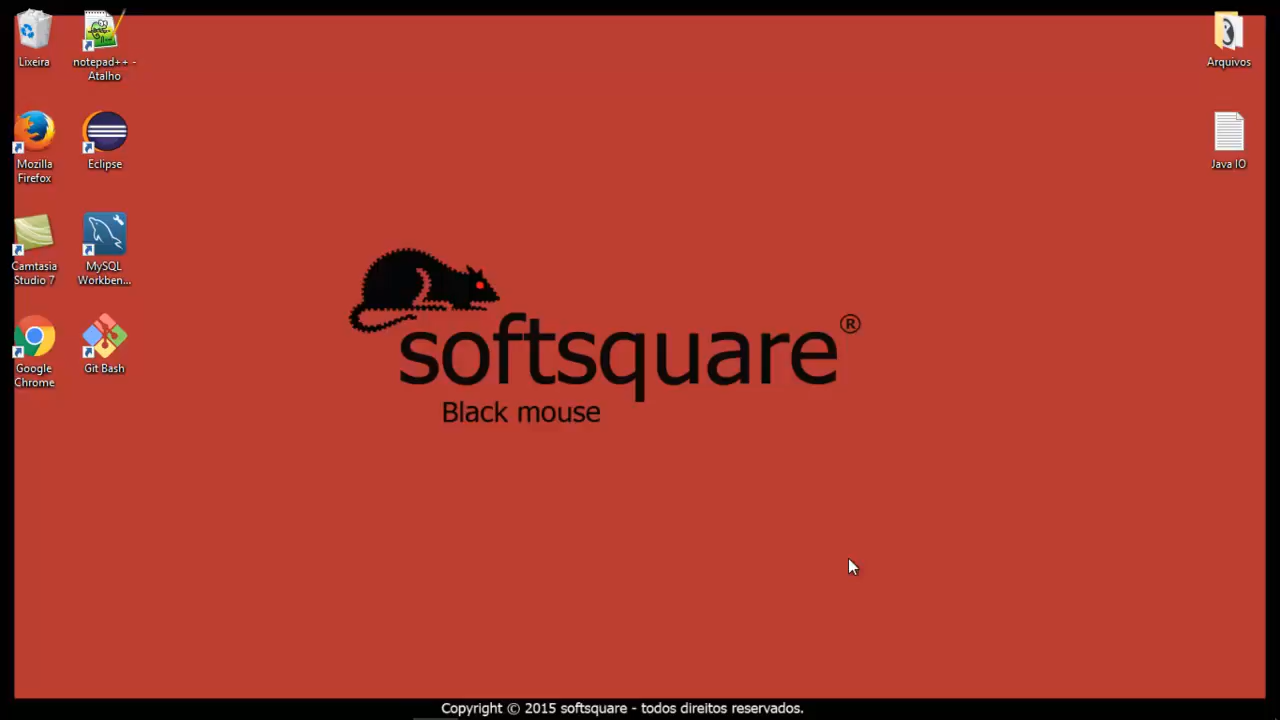 Lixeira
notepad++ -
Atalho
Arquivos
Mozilla
Firefox
Eclipse
Java IO
Camtasia
Studio 7
MySQL
Workben...
Google
Chrome
Git Bash
softsquare®
Black mouse
Copyright © 2015 softsquare - todos direitos reservados.